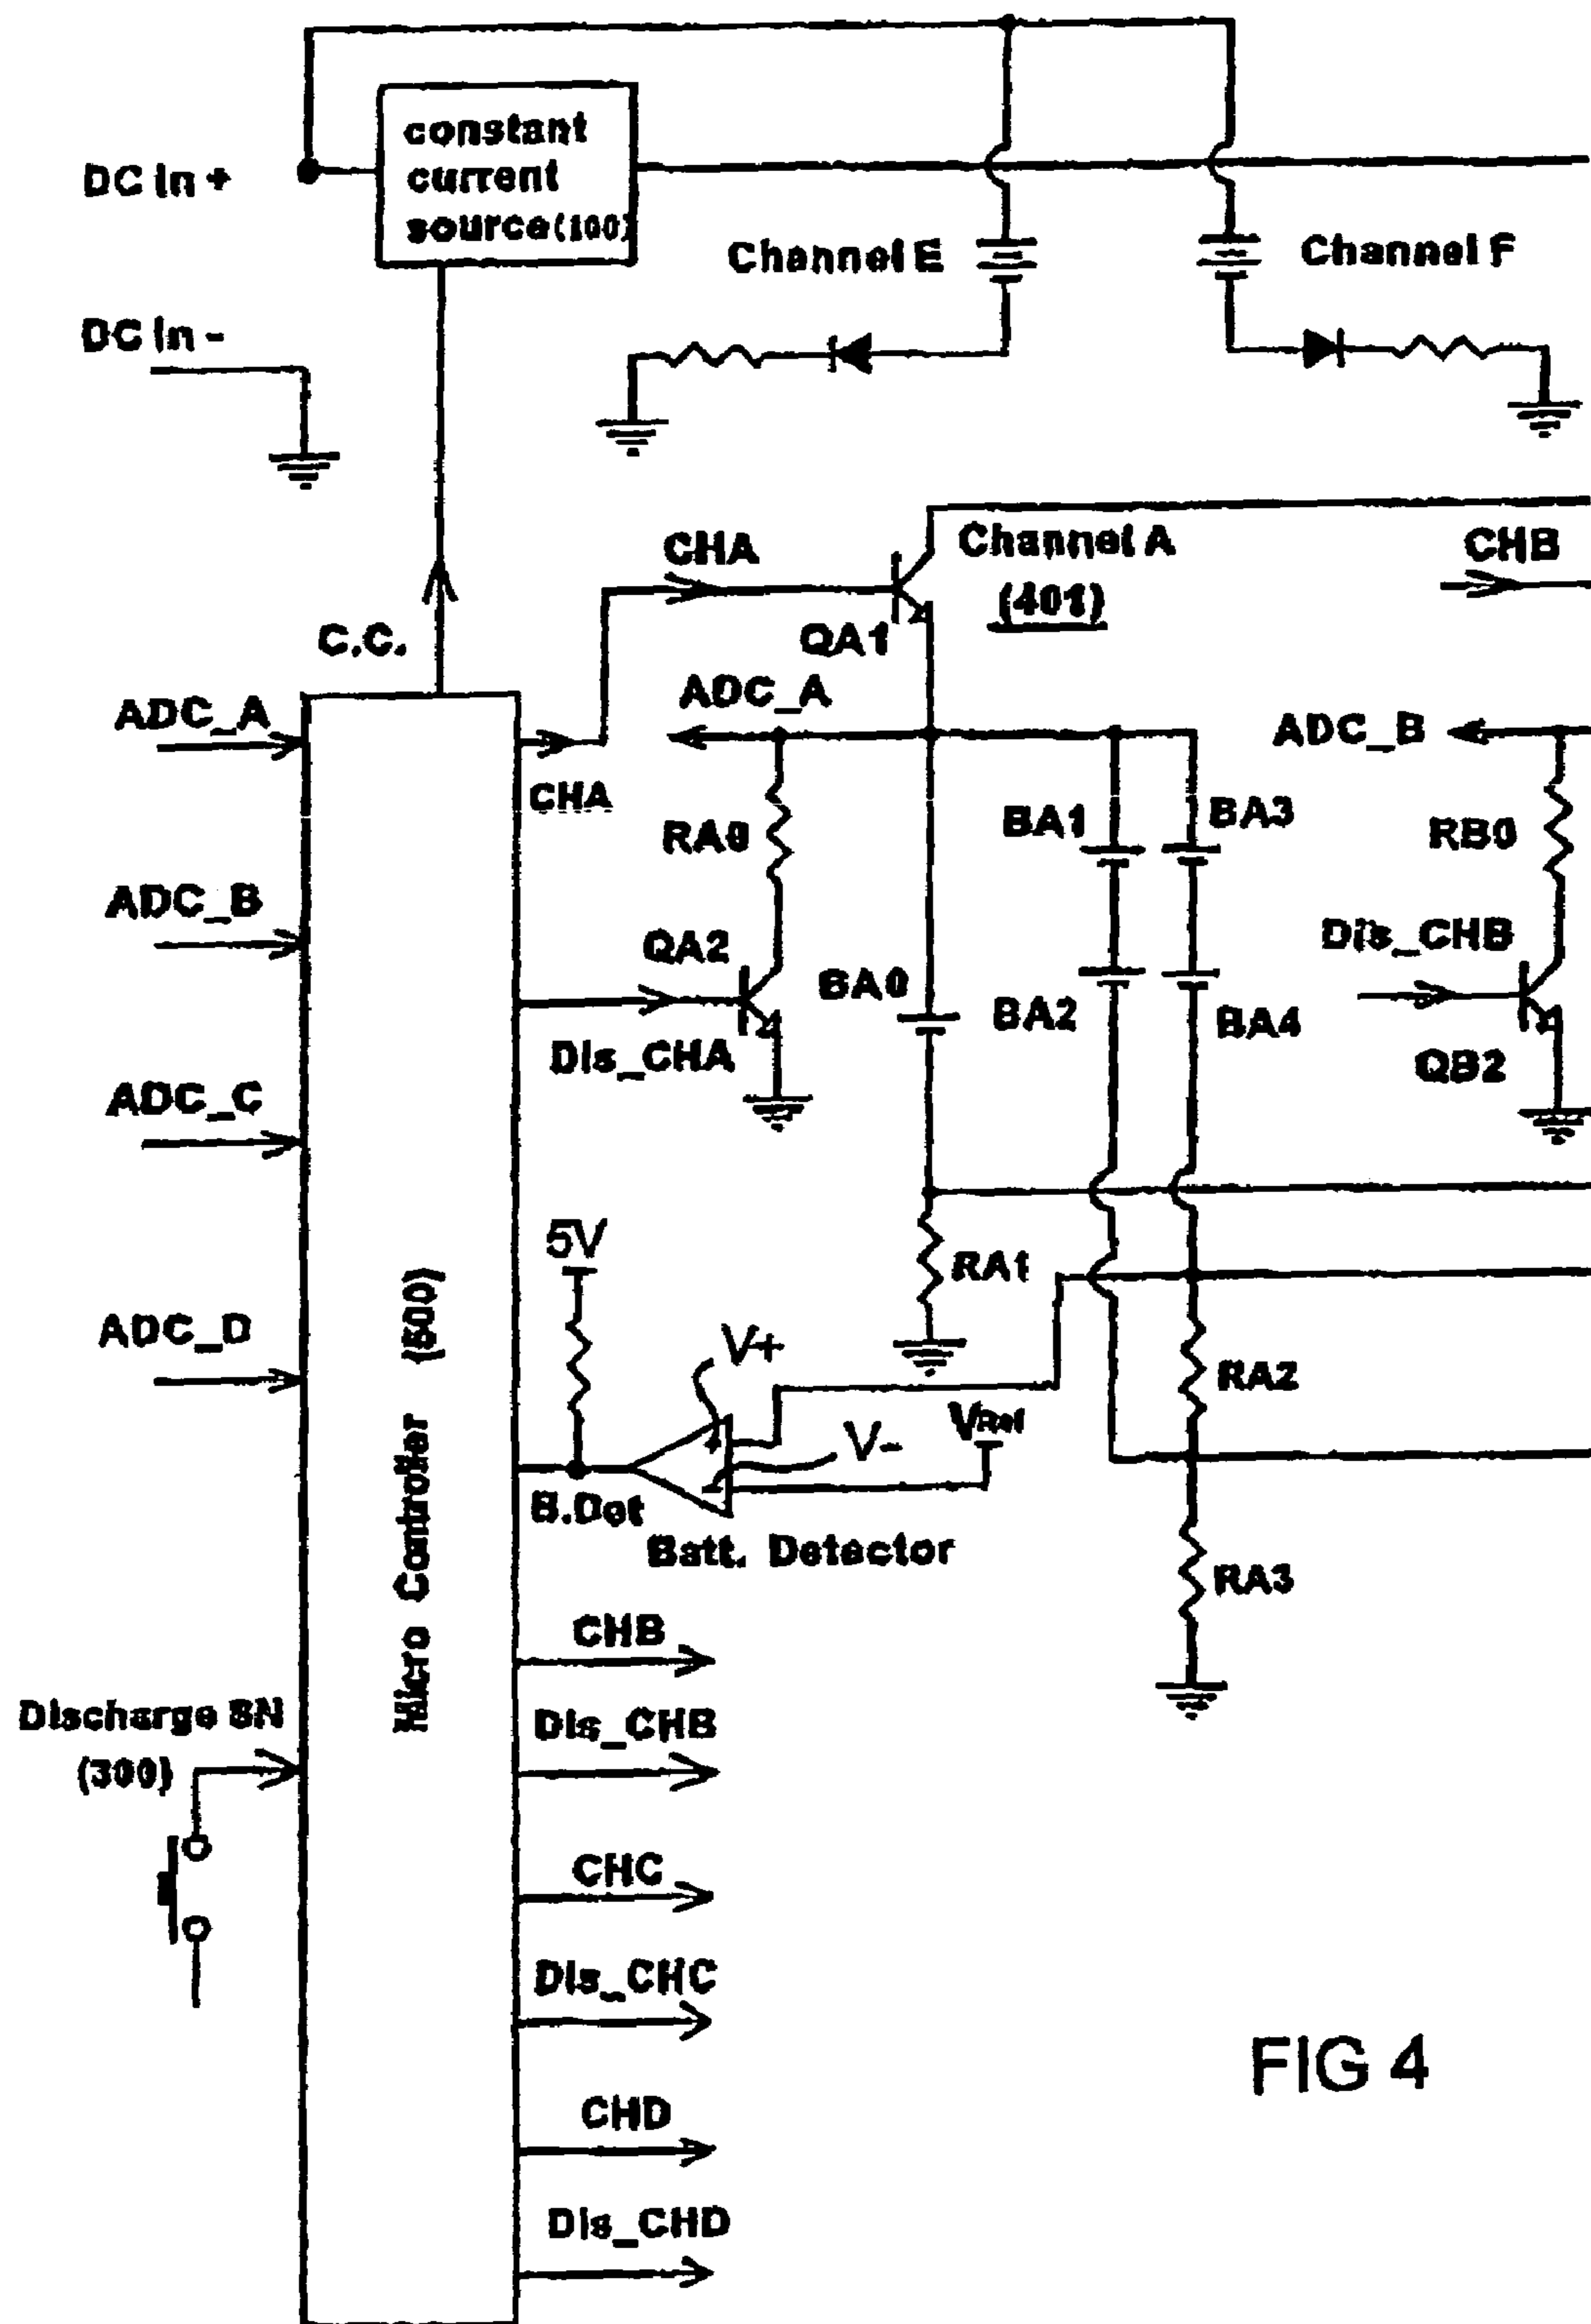 constant
current
source(100)
DC In +
Channel E
Channel F
DC In -
CHA
Channel A
(401)
CHB
QA1
C.C.
ADC_A
ADC_A
ADC_B
CHA
RA0
BA1
BA3
RB0
ADC_B
QA2
BA0
BA2
BA4
Dis_CHB
Dis_CHA
QB2
ADC_C
5V
RA1
ADC_D
Micro Controller (500)
V+
RA2
VRef
V-
B.Det
Batt. Detector
RA3
CHB
Discharge SN
(300)
Dis_CHB
CHC
Dis_CHC
FIG 4
CHD
Dis_CHD